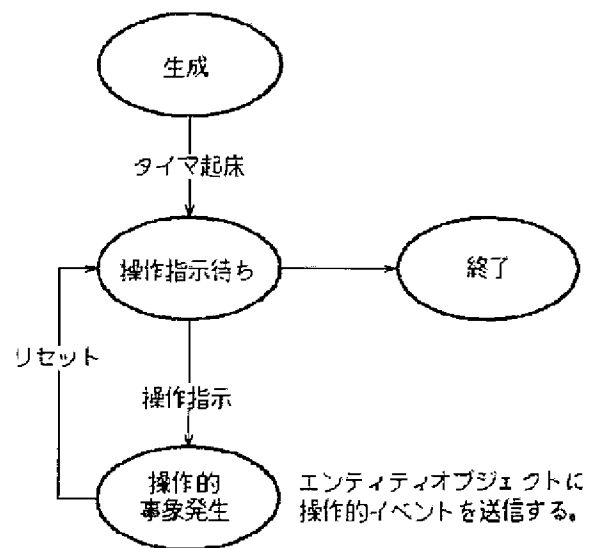 生成
タイマ起床
操作指示待ち
終了
リセット
操作指示
操作的
事象発生
エンティティオブジェクトに
操作的イベントを送信する。